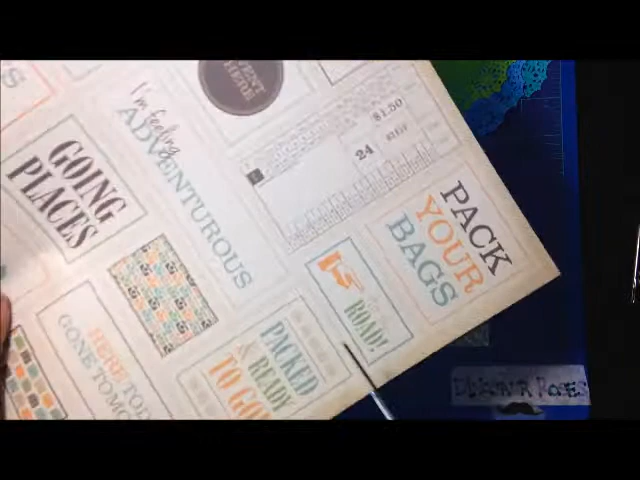 I'm feeling
ADVENTUROUS
GOING
PLACES
$1.50
24
PACK
YOUR
BAGS
ROAD!
PACKED
& READY
TO GO
HERE TOD
GONE TOMO